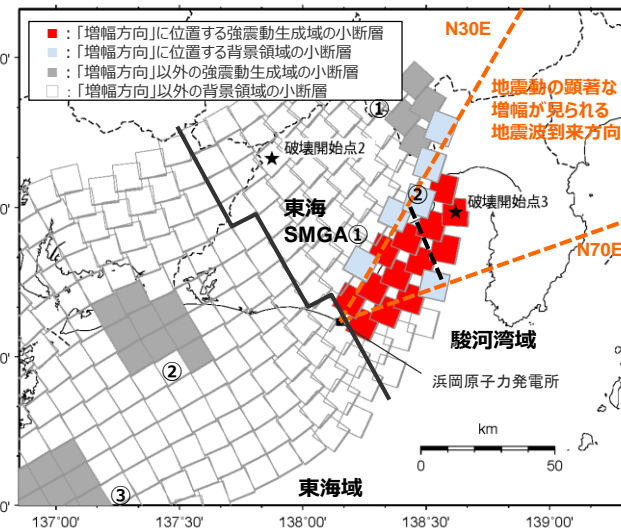 ：「増幅方向」に位置する強震動生成域の小断層
：「増幅方向」に位置する背景領域の小断層
：「増幅方向」以外の強震動生成域の小断層
：「増幅方向」以外の背景領域の小断層
N30E
地震動の顕著な
増幅が見られる
地震波到来方向
①
破壊開始点2
②
破壊開始点3
東海
SMGA①
N70E
駿河湾域
②
浜岡原子力発電所
km
0
50
東海域
③
137°00'
137°30'
138°00'
138°30'
139°00'